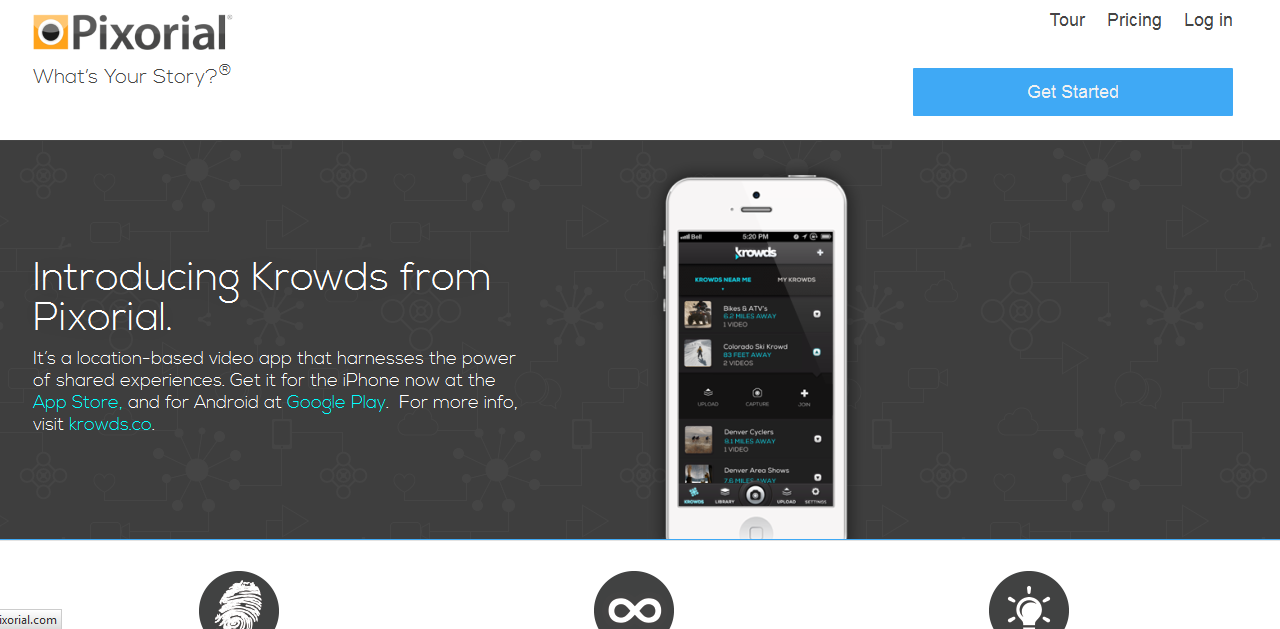 Pixorial®
Tour Pricing Log in
What's Your Story?®
Get Started
Introducing Krowds from
Pixorial.
It's a location-based video app that harnesses the power
of shared experiences. Get it for the iPhone now at the
App Store, and for Android at Google Play. For more info,
visit krowds.co.
Bell 5:20 PM
krowds
KROWDS NEAR ME MY KROWDS
Bikes & ATV's
6.2 MILES AWAY
1 VIDEO
Colorado Ski Krowd
83 FEET AWAY
2 VIDEOS
UPLOAD CAPTURE JOIN
Denver Cyclers
9.1 MILES AWAY
1 VIDEO
Denver Area Shows
7.6 MILES AWAY
KROWDS LIBRARY UPLOAD SETTINGS
ixorial.com